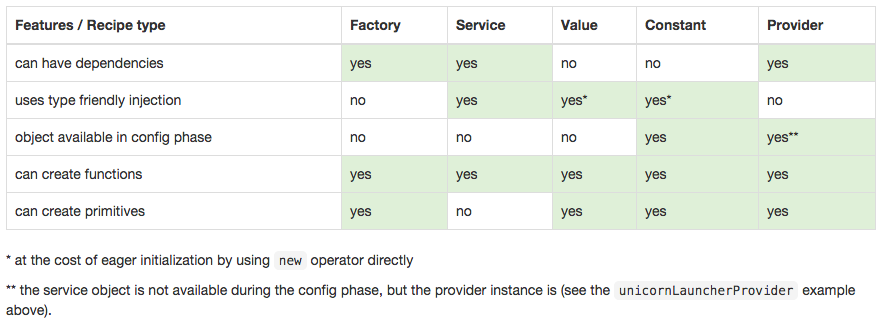 Features / Recipe type Factory Service Value Constant Provider
can have dependencies yes yes no no yes
uses type friendly injection no yes yes* yes* no
object available in config phase no no no yes yes**
can create functions yes yes yes yes yes
can create primitives yes no yes yes yes
* at the cost of eager initialization by using new operator directly
** the service object is not available during the config phase, but the provider instance is (see the unicornLauncherProvider example
above).